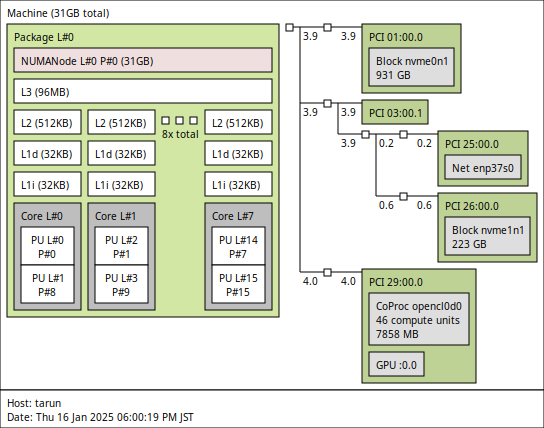 Machine (31GB total)
Package L#0
NUMANode L#0 P#0 (31GB)
L3 (96MB)
L2 (512KB)
L2 (512KB)
L2 (512KB)
8x total
L1d (32KB)
L1d (32KB)
L1d (32KB)
L1i (32KB)
L1i (32KB)
L1i (32KB)
Core L#0
PU L#0
P#0
PU L#1
P#8
Core L#1
PU L#2
P#1
PU L#3
P#9
Core L#7
PU L#14
P#7
PU L#15
P#15
3.9
3.9
PCI 01:00.0
Block nvme0n1
931 GB
3.9
3.9
PCI 03:00.1
3.9
0.2
0.2
PCI 25:00.0
Net enp37s0
0.6
0.6
PCI 26:00.0
Block nvme1n1
223 GB
4.0
4.0
PCI 29:00.0
CoProc opencl0d0
46 compute units
7858 MB
GPU :0.0
Host: tarun
Date: Thu 16 Jan 2025 06:00:19 PM JST